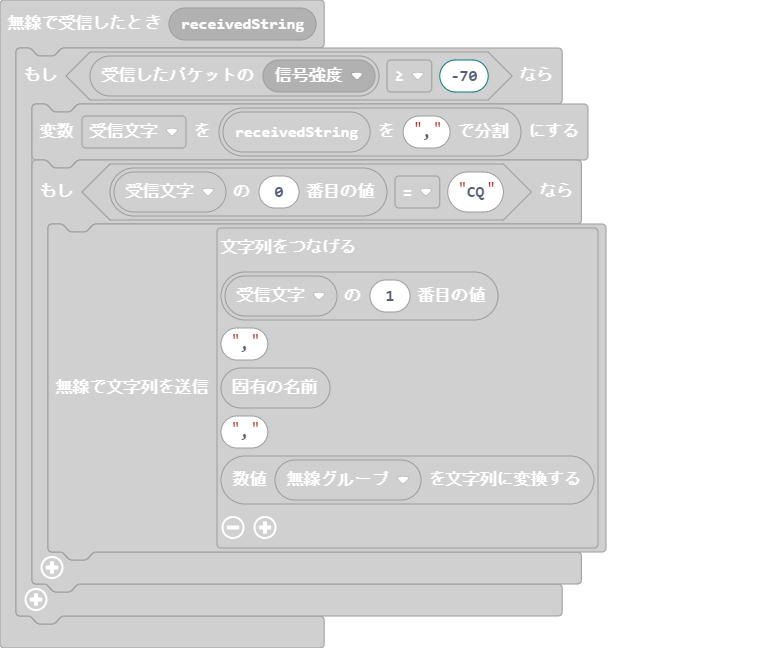 無線で受信したとき receivedString
もし 受信したパケットの 信号強度 ≥ -70 なら
変数 受信文字 を receivedString を "," で分割 にする
もし 受信文字 の 0 番目の値 = "CQ" なら
文字列をつなげる
受信文字 の 1 番目の値
","
無線で文字列を送信 固有の名前
","
数値 無線グループ を文字列に変換する